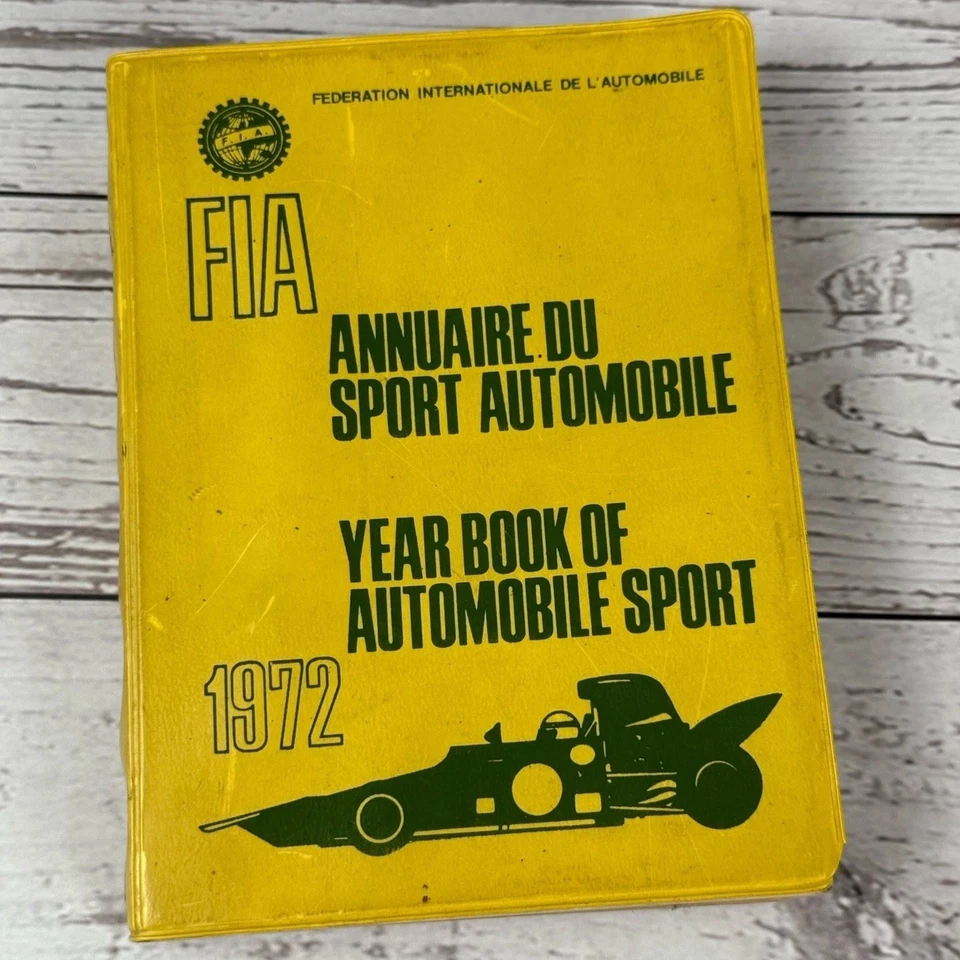 FEDERATION INTERNATIONALE DE L'AUTOMOBILE
F.I.A.
FIA
ANNUAIRE DU
SPORT AUTOMOBILE
YEAR BOOK OF
AUTOMOBILE SPORT
1972